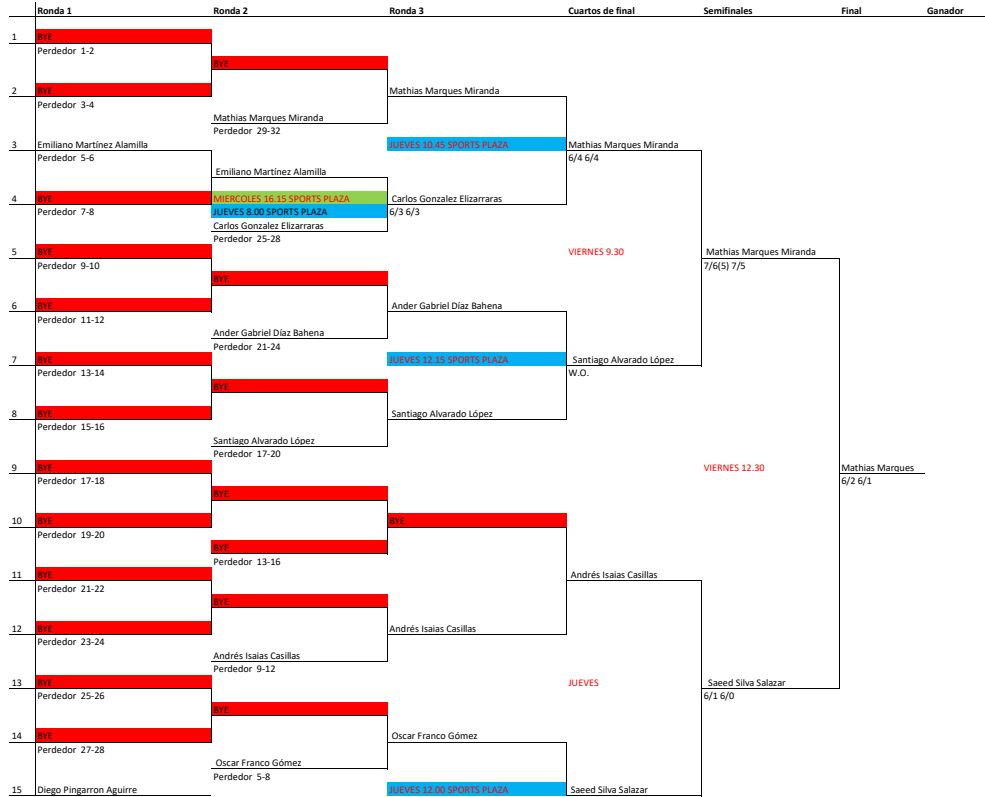 Ronda 1 Ronda 2 Ronda 3 Cuartos de final Semifinales Final Ganador
1 BYE
Perdedor 1-2
BYE
2 BYE Mathias Marques Miranda
Perdedor 3-4
Mathias Marques Miranda
Perdedor 29-32
3 Emiliano Martínez Alamilla JUEVES 10.45 SPORTS PLAZA Mathias Marques Miranda
Perdedor 5-6 6/4 6/4
Emiliano Martínez Alamilla
4 BYE MIERCOLES 16.15 SPORTS PLAZA Carlos Gonzalez Elizarraras
Perdedor 7-8 JUEVES 8.00 SPORTS PLAZA 6/3 6/3
Carlos Gonzalez Elizarraras
Perdedor 25-28
5 BYE VIERNES 9.30 Mathias Marques Miranda
Perdedor 9-10 7/6(5) 7/5
BYE
6 BYE Ander Gabriel Díaz Bahena
Perdedor 11-12
Ander Gabriel Díaz Bahena
Perdedor 21-24
7 BYE JUEVES 12.15 SPORTS PLAZA Santiago Alvarado López
Perdedor 13-14 W.O.
BYE
8 BYE Santiago Alvarado López
Perdedor 15-16
Santiago Alvarado López
Perdedor 17-20
9 BYE VIERNES 12.30 Mathias Marques
Perdedor 17-18 6/2 6/1
BYE
10 BYE BYE
Perdedor 19-20
BYE
Perdedor 13-16
11 BYE Andrés Isaias Casillas
Perdedor 21-22
BYE
12 BYE Andrés Isaias Casillas
Perdedor 23-24
Andrés Isaias Casillas
Perdedor 9-12
13 BYE JUEVES Saeed Silva Salazar
Perdedor 25-26 6/1 6/0
BYE
14 BYE Oscar Franco Gómez
Perdedor 27-28
Oscar Franco Gómez
Perdedor 5-8
15 Diego Pingarron Aguirre JUEVES 12.00 SPORTS PLAZA Saeed Silva Salazar